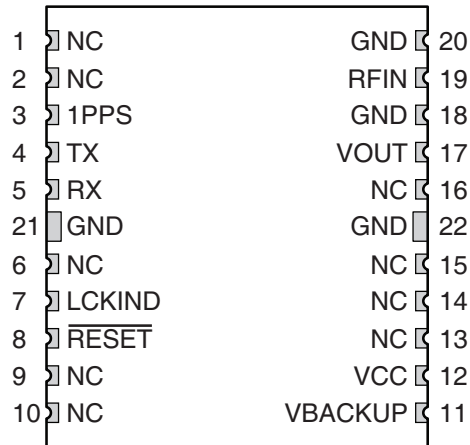 1 NC GND 20
2 NC RFIN 19
3 1PPS GND 18
4 TX VOUT 17
5 RX NC 16
21 GND GND 22
6 NC NC 15
7 LCKIND NC 14
8 RESET NC 13
9 NC VCC 12
10 NC VBACKUP 11